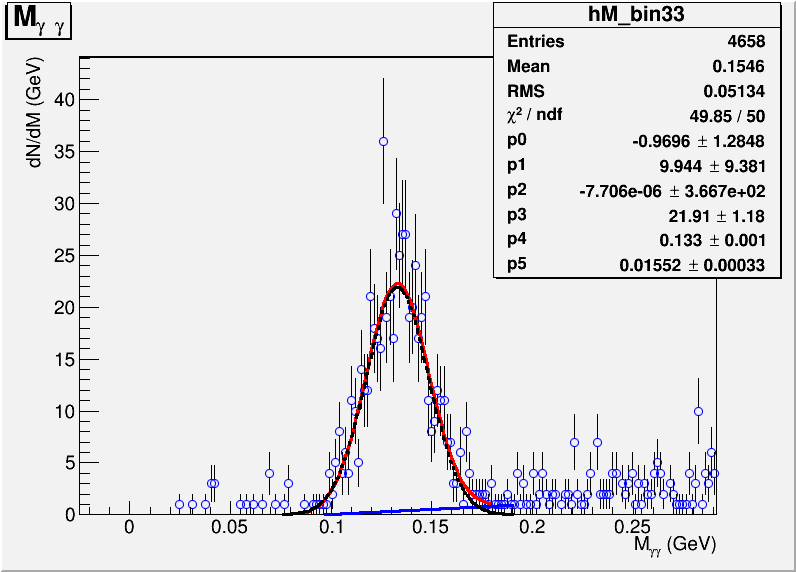 M γ γ
hM_bin33
Entries 4658
Mean 0.1546
RMS 0.05134
χ² / ndf 49.85 / 50
p0 -0.9696 ± 1.2848
p1 9.944 ± 9.381
p2 -7.706e-06 ± 3.667e+02
p3 21.91 ± 1.18
p4 0.133 ± 0.001
p5 0.01552 ± 0.00033
dN/dM (GeV)
40
35
30
25
20
15
10
5
0
0 0.05 0.1 0.15 0.2 0.25
Mγγ (GeV)